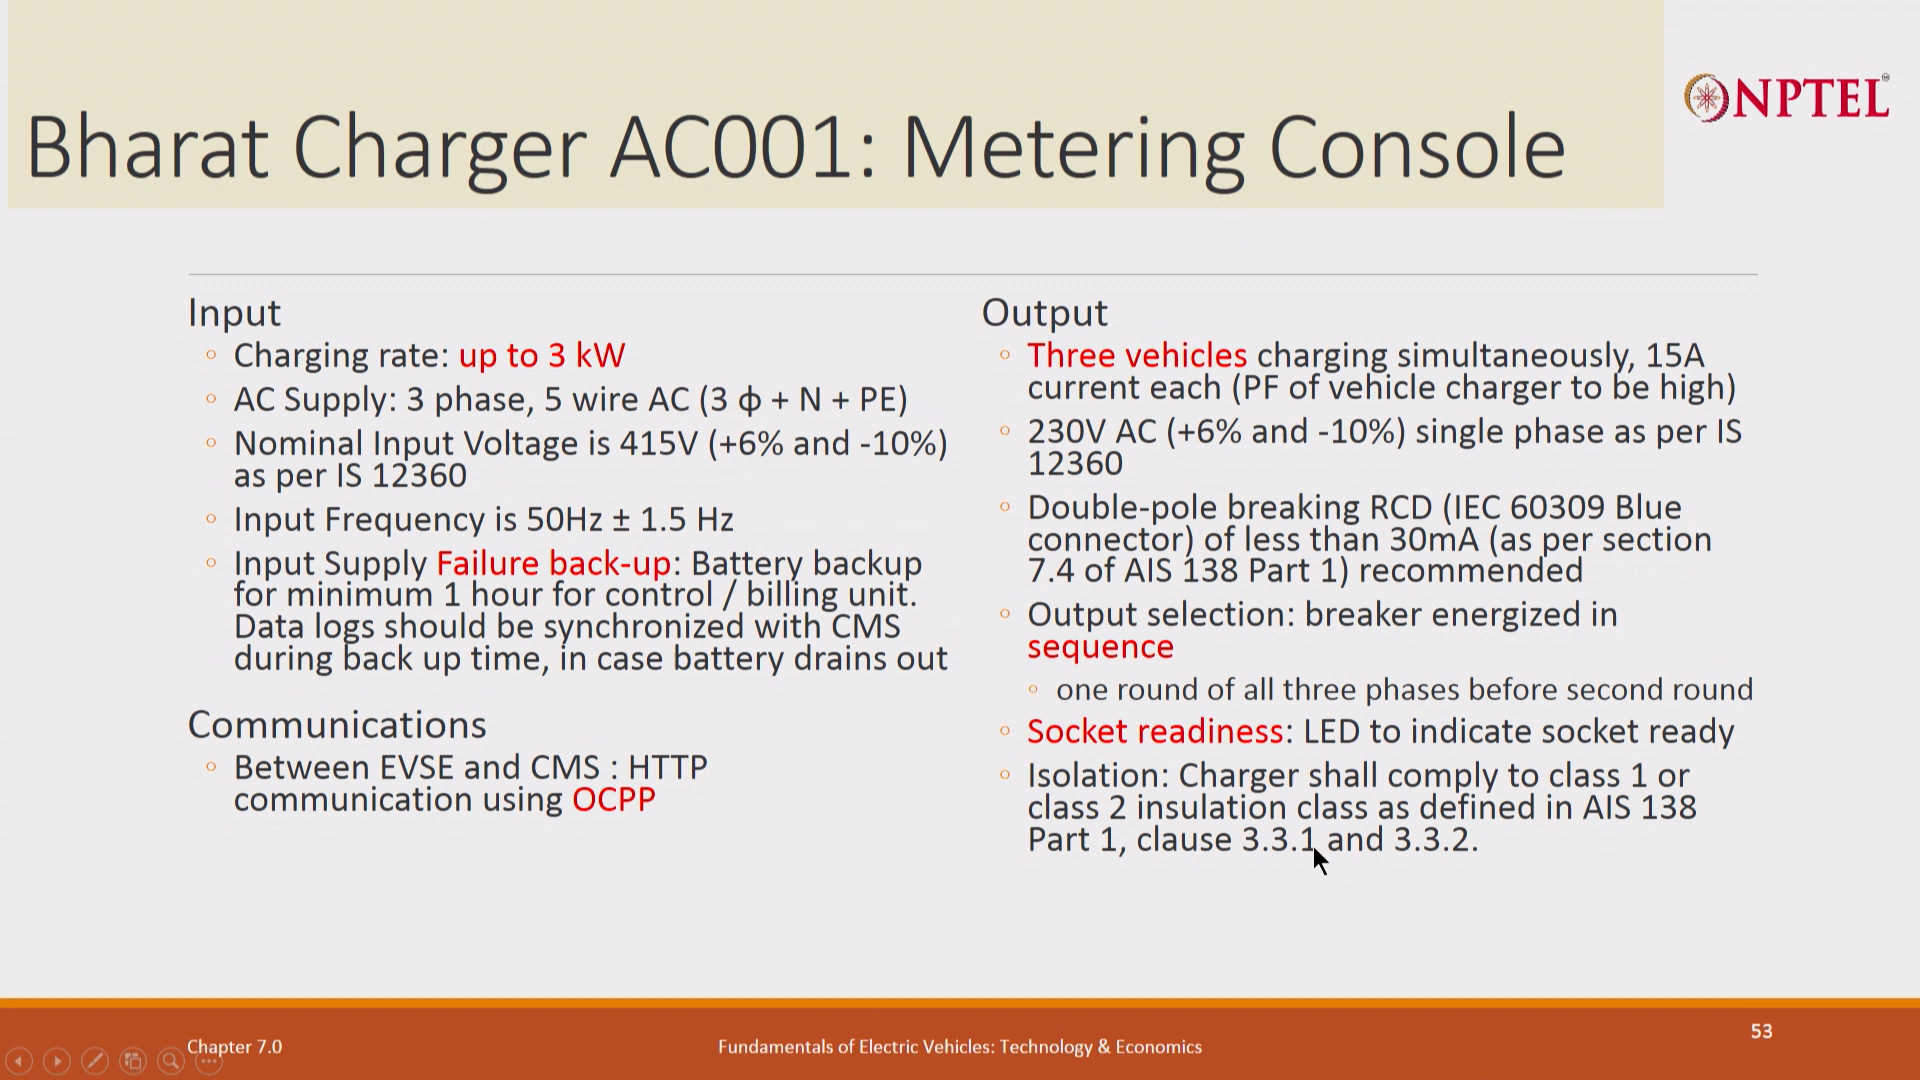 Bharat Charger AC001: Metering Console
NPTEL
Input
Charging rate: up to 3 kW
AC Supply: 3 phase, 5 wire AC (3 ф + N + PE)
Nominal Input Voltage is 415V (+6% and -10%)
as per IS 12360
Input Frequency is 50Hz ± 1.5 Hz
Input Supply Failure back-up: Battery backup
for minimum 1 hour for control / billing unit.
Data logs should be synchronized with CMS
during back up time, in case battery drains out
Communications
Between EVSE and CMS : HTTP
communication using OCPP
Output
Three vehicles charging simultaneously, 15A
current each (PF of vehicle charger to be high)
230V AC (+6% and -10%) single phase as per IS
12360
Double-pole breaking RCD (IEC 60309 Blue
connector) of less than 30mA (as per section
7.4 of AIS 138 Part 1) recommended
Output selection: breaker energized in
sequence
one round of all three phases before second round
Socket readiness: LED to indicate socket ready
Isolation: Charger shall comply to class 1 or
class 2 insulation class as defined in AIS 138
Part 1, clause 3.3.1 and 3.3.2.
Chapter 7.0
Fundamentals of Electric Vehicles: Technology & Economics
53